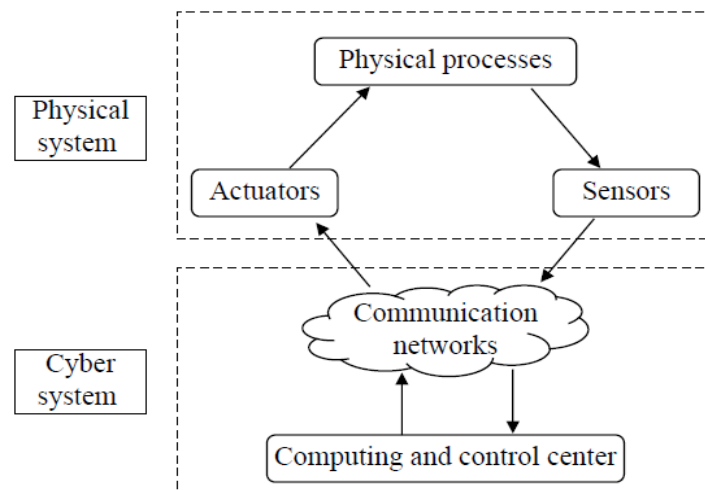 Physical processes
Physical
system
Actuators
Sensors
Communication
networks
Cyber
system
Computing and control center